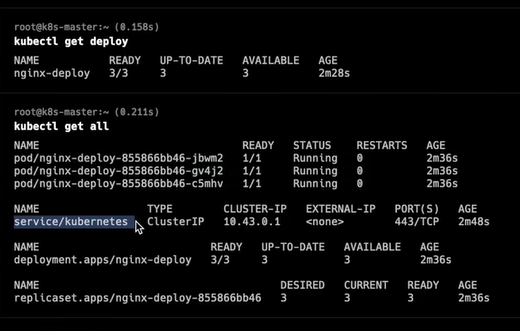 root@k8s-master:~ (0.158s)
kubectl get deploy
NAME READY UP-TO-DATE AVAILABLE AGE
nginx-deploy 3/3 3 3 2m28s
root@k8s-master:~ (0.211s)
kubectl get all
NAME READY STATUS RESTARTS AGE
pod/nginx-deploy-855866bb46-jbwm2 1/1 Running 0 2m36s
pod/nginx-deploy-855866bb46-gv4j2 1/1 Running 0 2m36s
pod/nginx-deploy-855866bb46-c5mhv 1/1 Running 0 2m36s
NAME TYPE CLUSTER-IP EXTERNAL-IP PORT(S) AGE
service/kubernetes ClusterIP 10.43.0.1 <none> 443/TCP 2m48s
NAME READY UP-TO-DATE AVAILABLE AGE
deployment.apps/nginx-deploy 3/3 3 3 2m36s
NAME DESIRED CURRENT READY AGE
replicaset.apps/nginx-deploy-855866bb46 3 3 3 2m36s